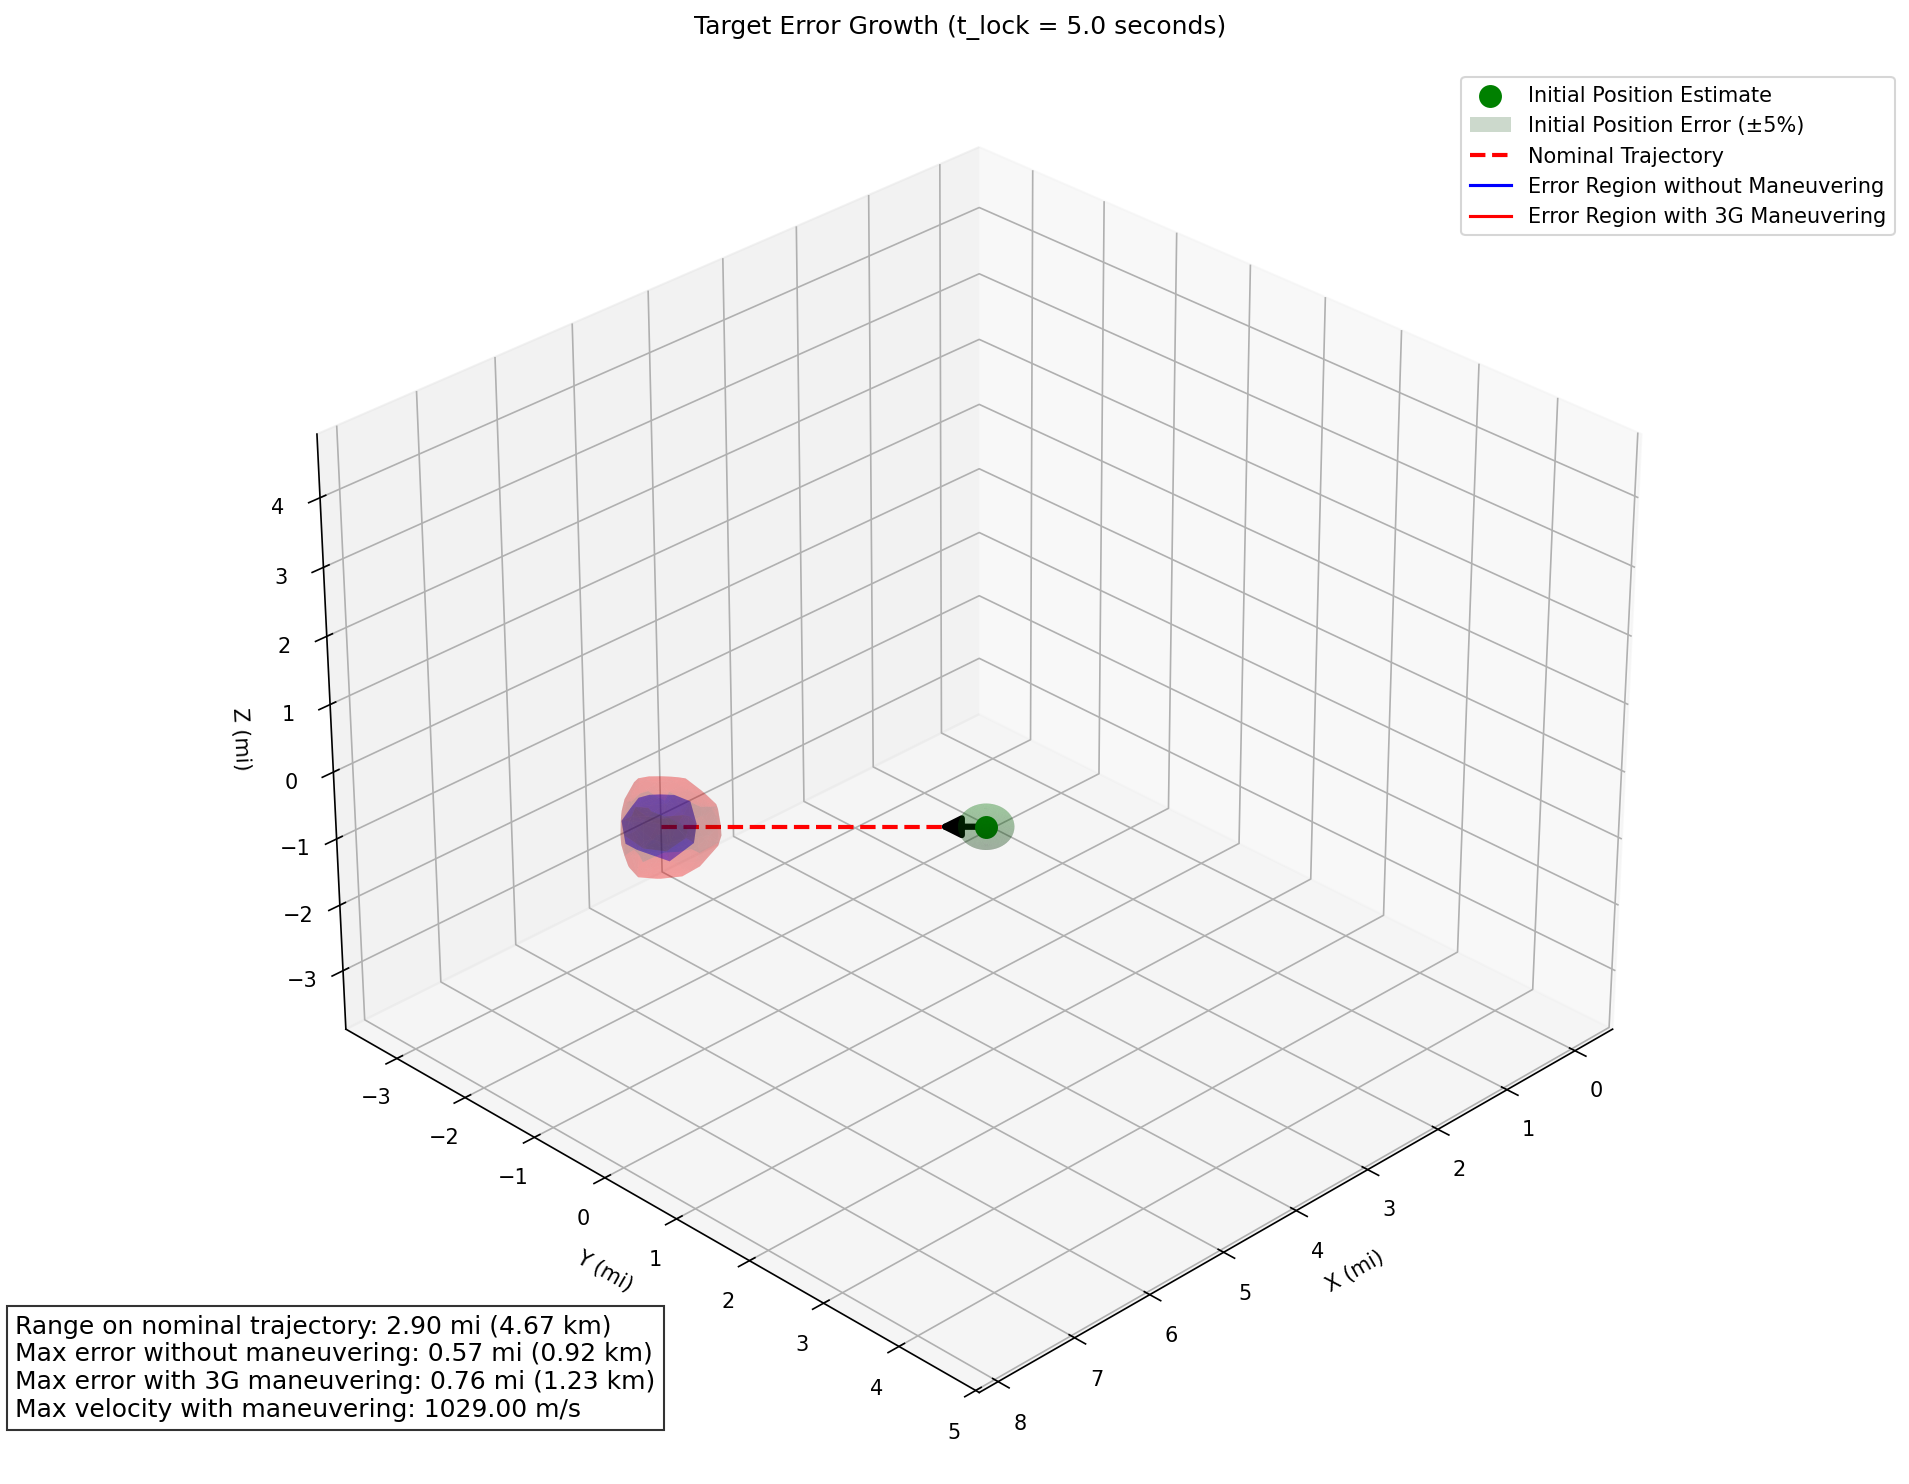 Target Error Growth (t_lock = 5.0 seconds)
Initial Position Estimate
Initial Position Error (±5%)
Nominal Trajectory
Error Region without Maneuvering
Error Region with 3G Maneuvering
4
3
2
1
0
−1
−2
−3
Z (mi)
−3
−2
−1
0
1
2
3
4
5
Y (mi)
0
1
2
3
4
5
6
7
8
X (mi)
Range on nominal trajectory: 2.90 mi (4.67 km)
Max error without maneuvering: 0.57 mi (0.92 km)
Max error with 3G maneuvering: 0.76 mi (1.23 km)
Max velocity with maneuvering: 1029.00 m/s